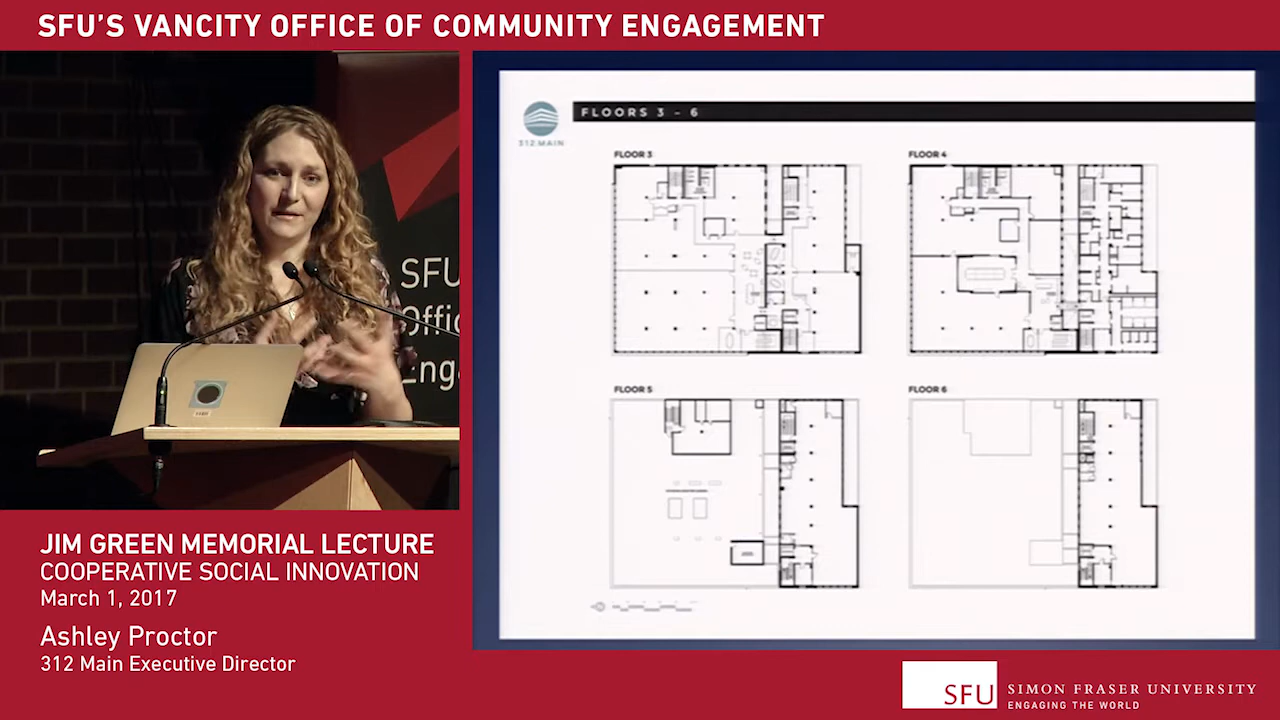 SFU'S VANCITY OFFICE OF COMMUNITY ENGAGEMENT
SFU
Offic
Enga
FLOORS 3 - 6
312 MAIN
FLOOR 3
FLOOR 4
FLOOR 5
FLOOR 6
JIM GREEN MEMORIAL LECTURE
COOPERATIVE SOCIAL INNOVATION
March 1, 2017
Ashley Proctor
312 Main Executive Director
SFU
SIMON FRASER UNIVERSITY
ENGAGING THE WORLD